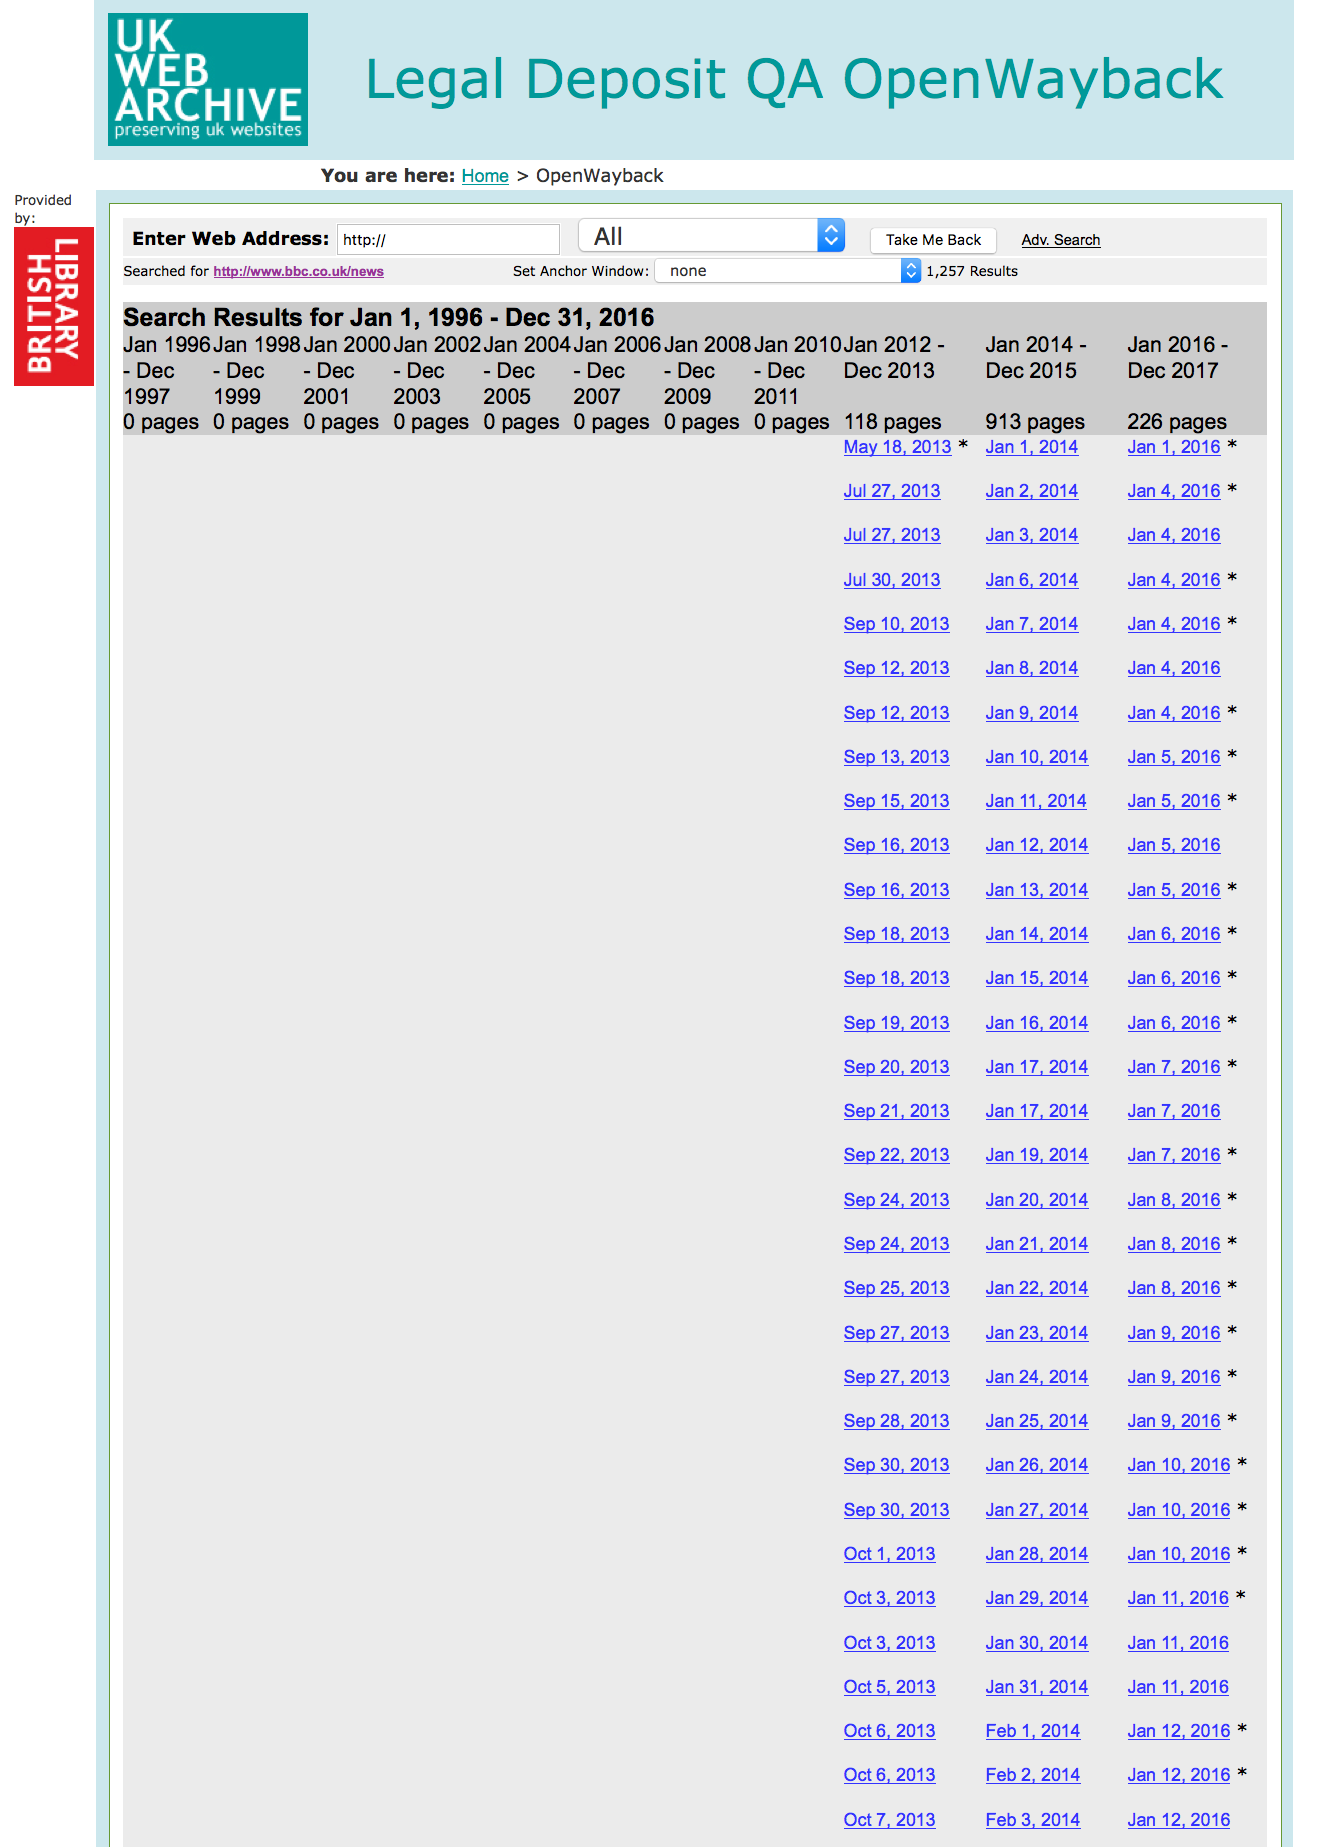 UK
WEB
ARCHIVE
preserving uk websites
Legal Deposit QA OpenWayback
You are here: Home > OpenWayback
Provided
by:
BRITISH
LIBRARY
Enter Web Address: http:// All Take Me Back Adv. Search
Searched for http://www.bbc.co.uk/news Set Anchor Window: none 1,257 Results
Search Results for Jan 1, 1996 - Dec 31, 2016
Jan 1996 Jan 1998 Jan 2000 Jan 2002 Jan 2004 Jan 2006 Jan 2008 Jan 2010 Jan 2012 - Jan 2014 - Jan 2016 -
- Dec - Dec - Dec - Dec - Dec - Dec - Dec - Dec Dec 2013 Dec 2015 Dec 2017
1997 1999 2001 2003 2005 2007 2009 2011
0 pages 0 pages 0 pages 0 pages 0 pages 0 pages 0 pages 0 pages 118 pages 913 pages 226 pages
May 18, 2013 * Jan 1, 2014 Jan 1, 2016 *
Jul 27, 2013 Jan 2, 2014 Jan 4, 2016 *
Jul 27, 2013 Jan 3, 2014 Jan 4, 2016
Jul 30, 2013 Jan 6, 2014 Jan 4, 2016 *
Sep 10, 2013 Jan 7, 2014 Jan 4, 2016 *
Sep 12, 2013 Jan 8, 2014 Jan 4, 2016
Sep 12, 2013 Jan 9, 2014 Jan 4, 2016 *
Sep 13, 2013 Jan 10, 2014 Jan 5, 2016 *
Sep 15, 2013 Jan 11, 2014 Jan 5, 2016 *
Sep 16, 2013 Jan 12, 2014 Jan 5, 2016
Sep 16, 2013 Jan 13, 2014 Jan 5, 2016 *
Sep 18, 2013 Jan 14, 2014 Jan 6, 2016 *
Sep 18, 2013 Jan 15, 2014 Jan 6, 2016 *
Sep 19, 2013 Jan 16, 2014 Jan 6, 2016 *
Sep 20, 2013 Jan 17, 2014 Jan 7, 2016 *
Sep 21, 2013 Jan 17, 2014 Jan 7, 2016
Sep 22, 2013 Jan 19, 2014 Jan 7, 2016 *
Sep 24, 2013 Jan 20, 2014 Jan 8, 2016 *
Sep 24, 2013 Jan 21, 2014 Jan 8, 2016 *
Sep 25, 2013 Jan 22, 2014 Jan 8, 2016 *
Sep 27, 2013 Jan 23, 2014 Jan 9, 2016 *
Sep 27, 2013 Jan 24, 2014 Jan 9, 2016 *
Sep 28, 2013 Jan 25, 2014 Jan 9, 2016 *
Sep 30, 2013 Jan 26, 2014 Jan 10, 2016 *
Sep 30, 2013 Jan 27, 2014 Jan 10, 2016 *
Oct 1, 2013 Jan 28, 2014 Jan 10, 2016 *
Oct 3, 2013 Jan 29, 2014 Jan 11, 2016 *
Oct 3, 2013 Jan 30, 2014 Jan 11, 2016
Oct 5, 2013 Jan 31, 2014 Jan 11, 2016
Oct 6, 2013 Feb 1, 2014 Jan 12, 2016 *
Oct 6, 2013 Feb 2, 2014 Jan 12, 2016 *
Oct 7, 2013 Feb 3, 2014 Jan 12, 2016